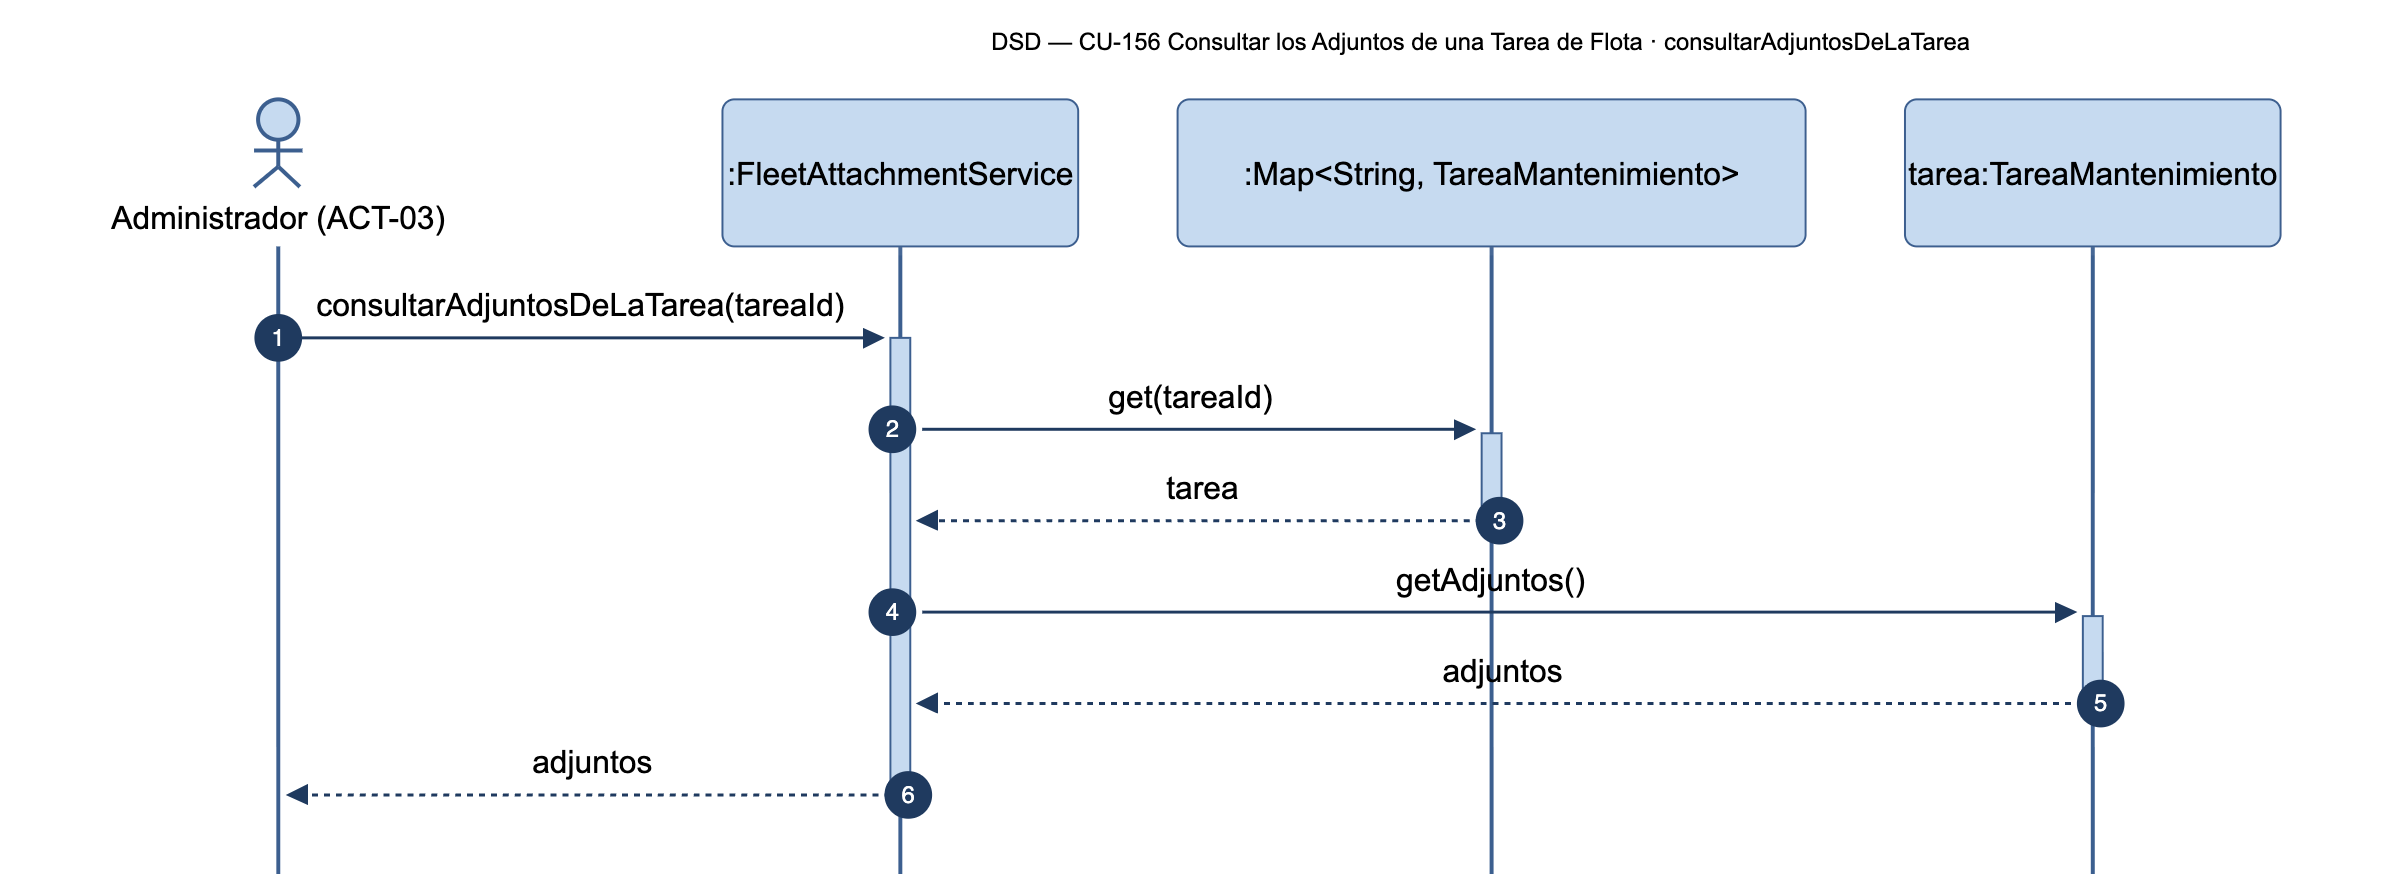 DSD — CU-156 Consultar los Adjuntos de una Tarea de Flota · consultarAdjuntosDeLaTarea
Administrador (ACT-03)
:FleetAttachmentService
:Map<String, TareaMantenimiento>
tarea:TareaMantenimiento
consultarAdjuntosDeLaTarea(tareaId)
1
get(tareaId)
2
tarea
3
getAdjuntos()
4
adjuntos
5
adjuntos
6